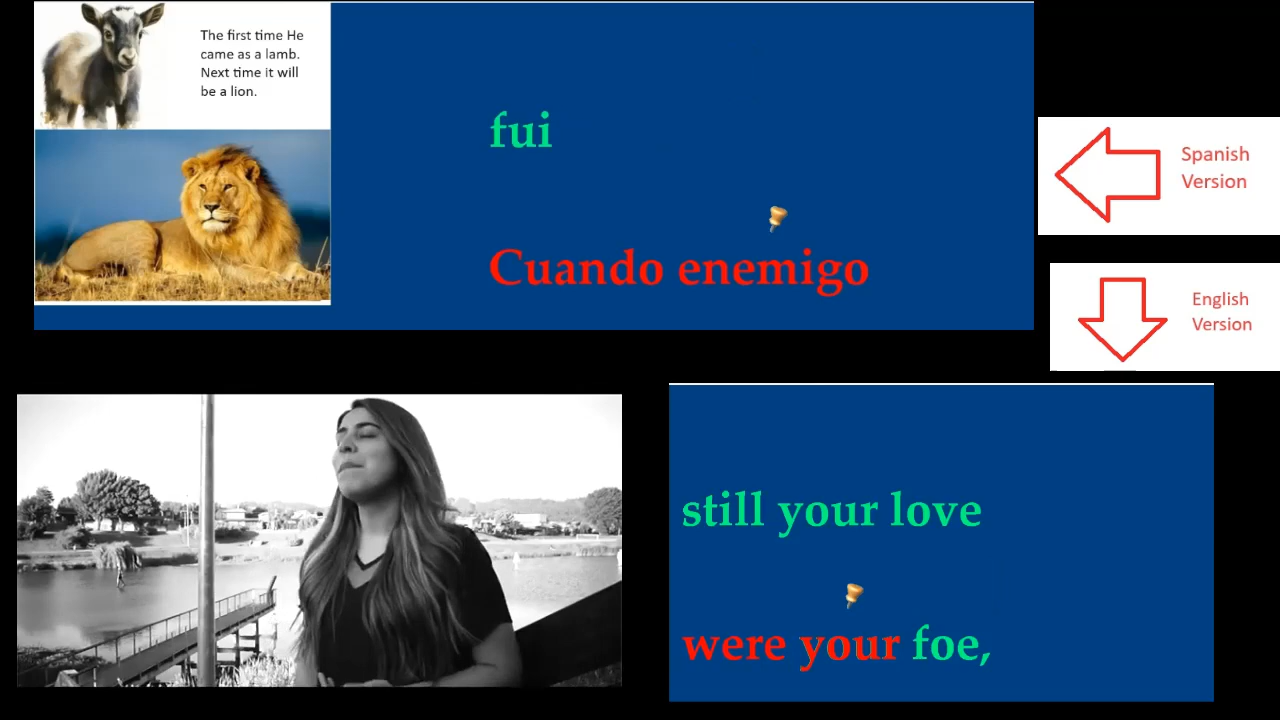 The first time He
came as a lamb.
Next time it will
be a lion.
fui
Cuando enemigo
Spanish
Version
English
Version
still your love
were your foe,